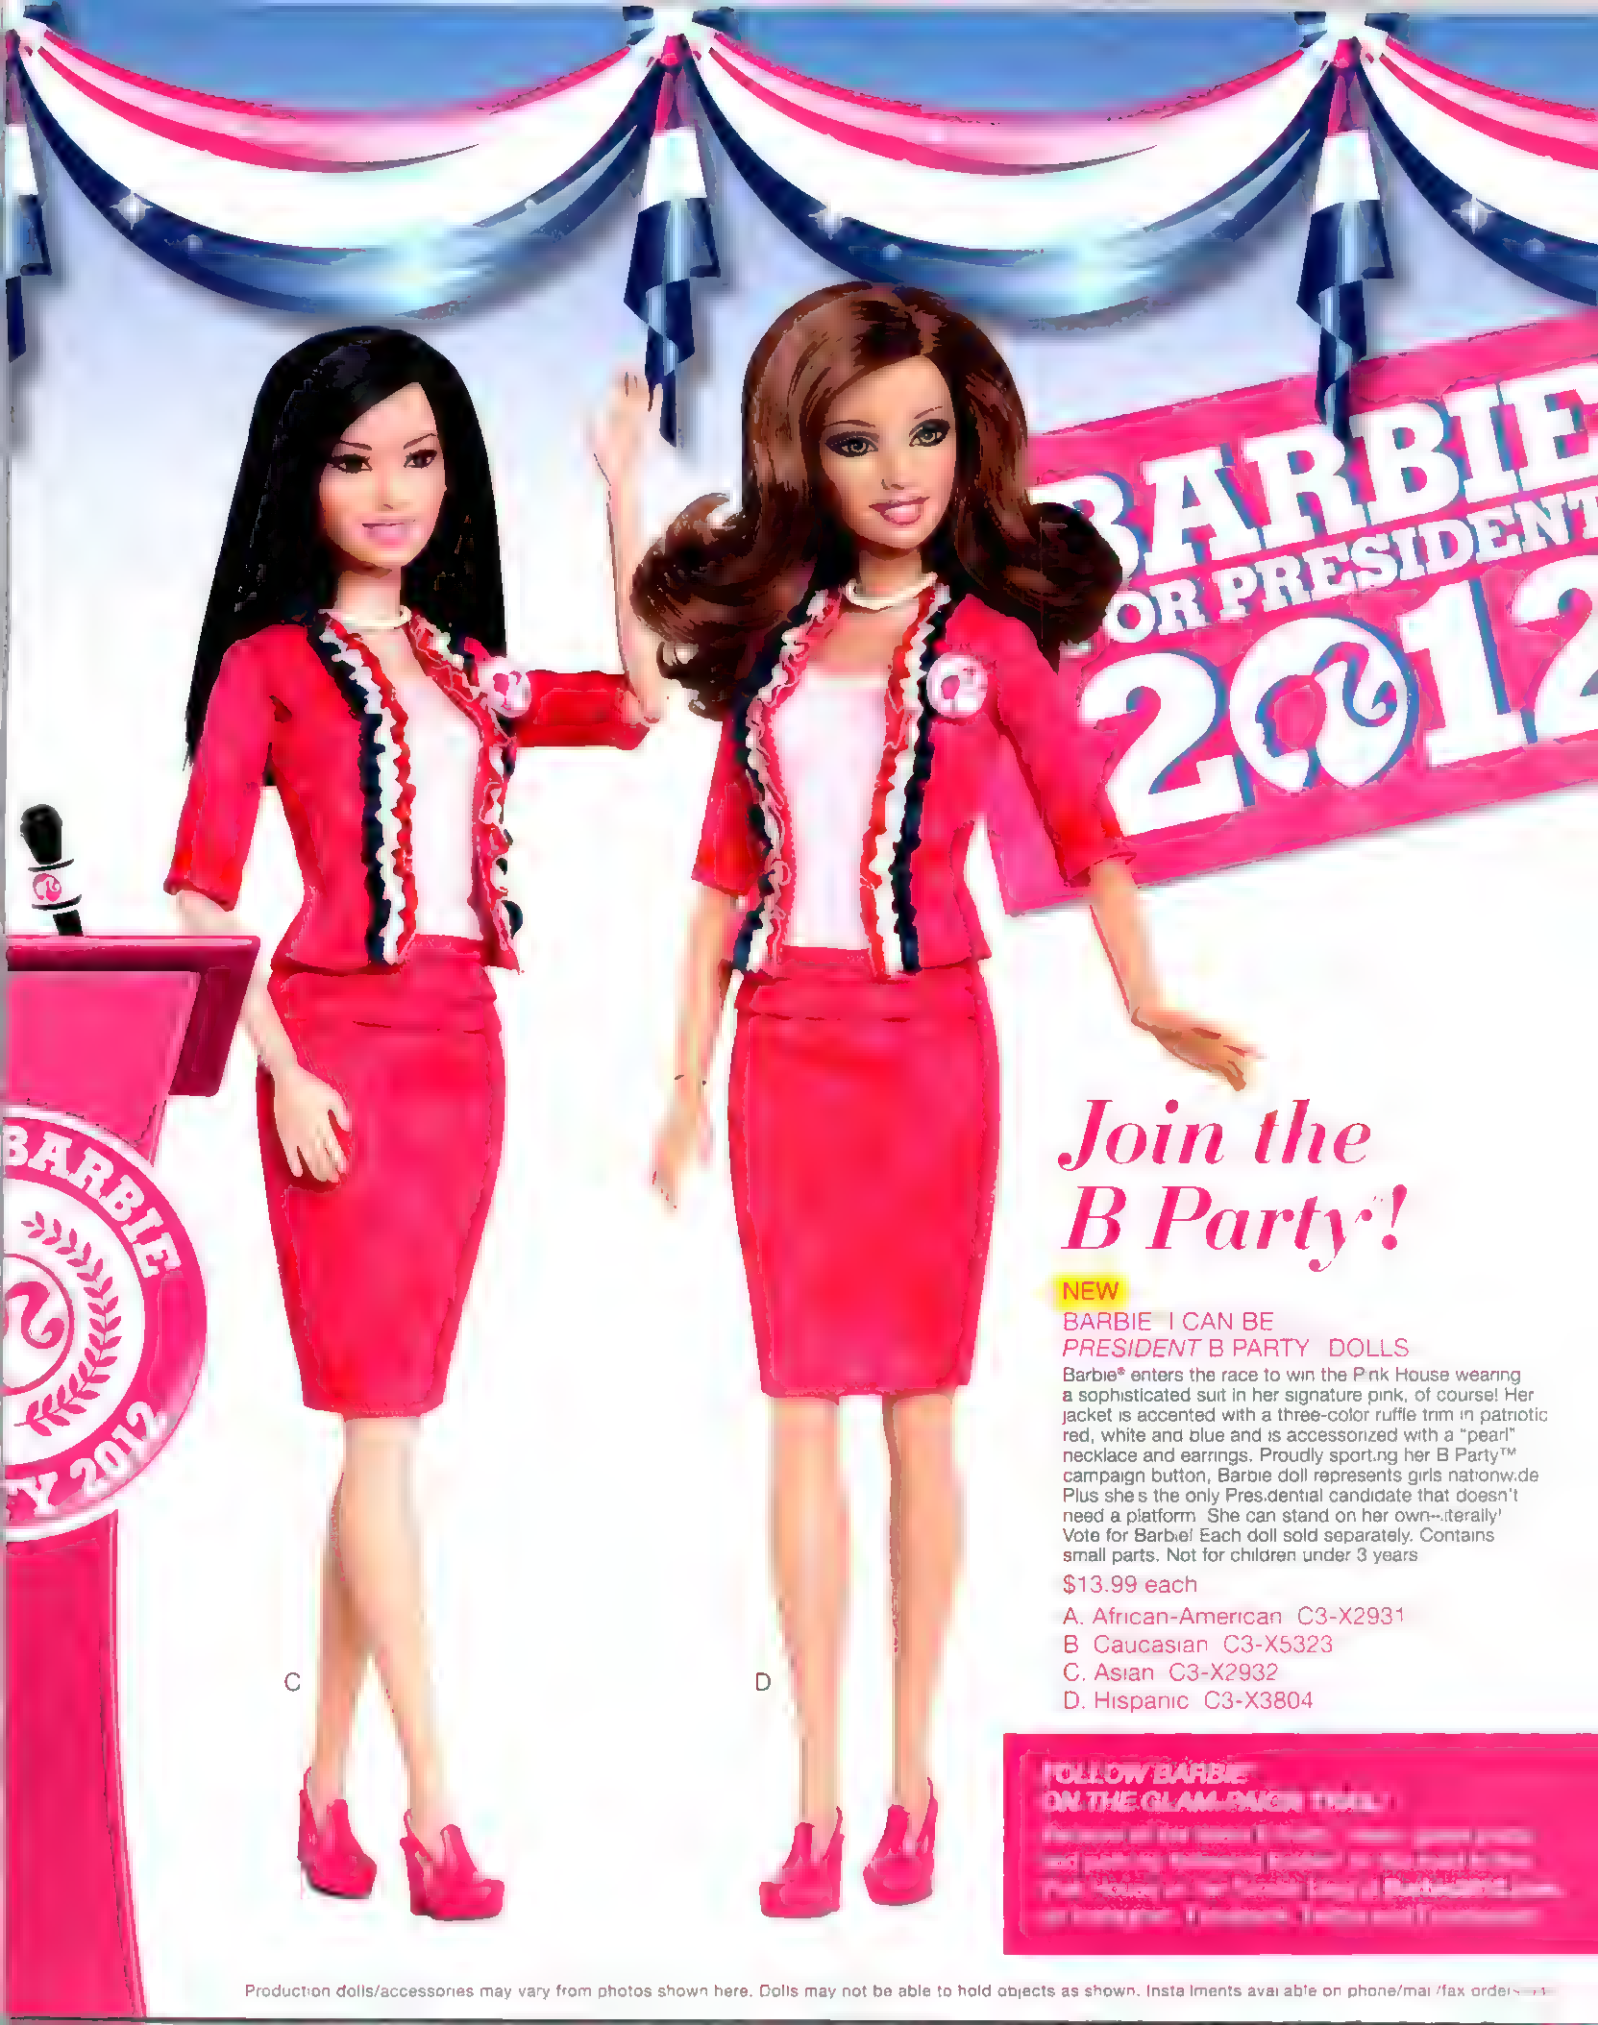 BARBIE
FOR PRESIDENT
2012
BARBIE
TY 2012
Join the
B Party!
NEW
BARBIE I CAN BE
PRESIDENT B PARTY DOLLS
Barbie® enters the race to win the Pink House wearing
a sophisticated suit in her signature pink, of course! Her
jacket is accented with a three-color ruffle trim in patriotic
red, white and blue and is accessorized with a "pearl"
necklace and earrings. Proudly sporting her B Party™
campaign button, Barbie doll represents girls nationwide
Plus she's the only Presidential candidate that doesn't
need a platform She can stand on her own--literally!
Vote for Barbie! Each doll sold separately. Contains
small parts. Not for children under 3 years
$13.99 each
A. African-American C3-X2931
B Caucasian C3-X5323
C. Asian C3-X2932
D. Hispanic C3-X3804
C
D
FOLLOW BARBIE
ON THE GLAM-PAIGN TRAIL!
Production dolls/accessories may vary from photos shown here. Dolls may not be able to hold objects as shown. Installments available on phone/mail/fax orders